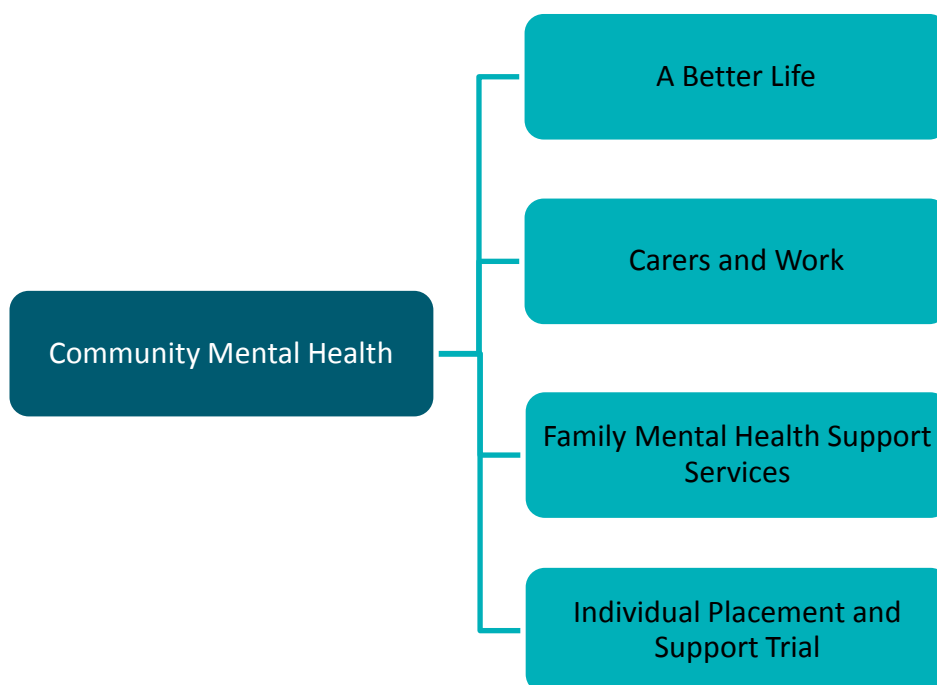 A Better Life
Carers and Work
Community Mental Health
Family Mental Health Support
Services
Individual Placement and
Support Trial